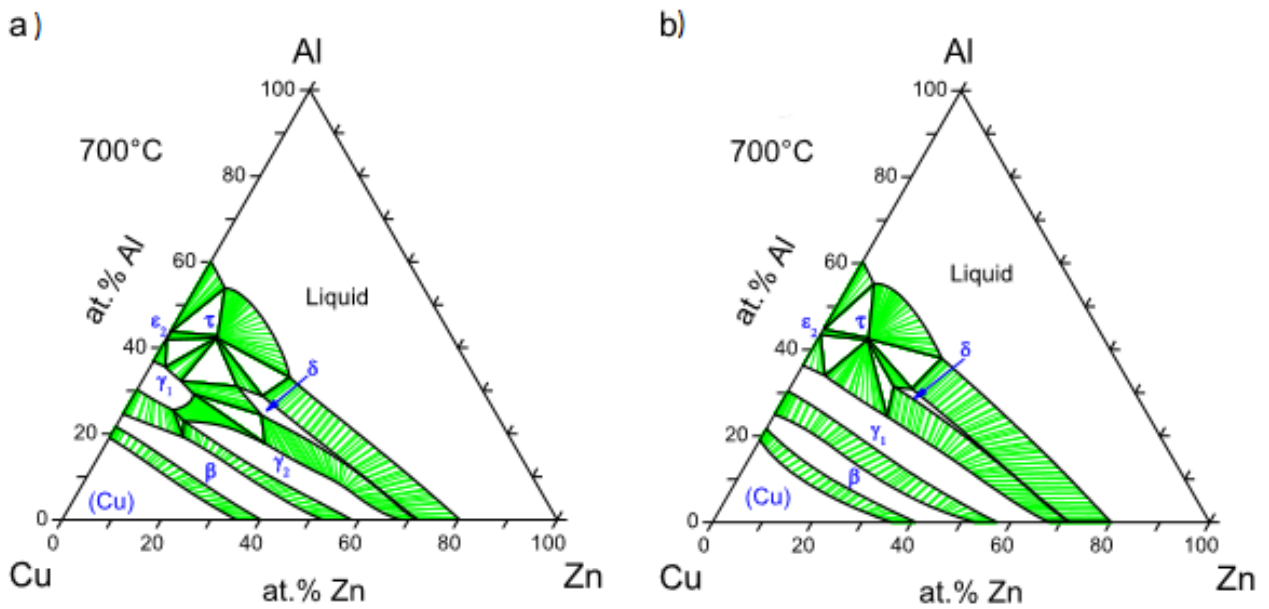 a)
Al
100
700°C
80
60
at.% Al
Liquid
ε₂
τ
40
δ
γ₁
20
β
γ₂
(Cu)
0
0
20
40
60
80
100
Cu
at.% Zn
Zn
b)
Al
100
700°C
80
60
at.% Al
Liquid
ε₂
τ
40
δ
20
γ₁
β
(Cu)
0
0
20
40
60
80
100
Cu
at.% Zn
Zn